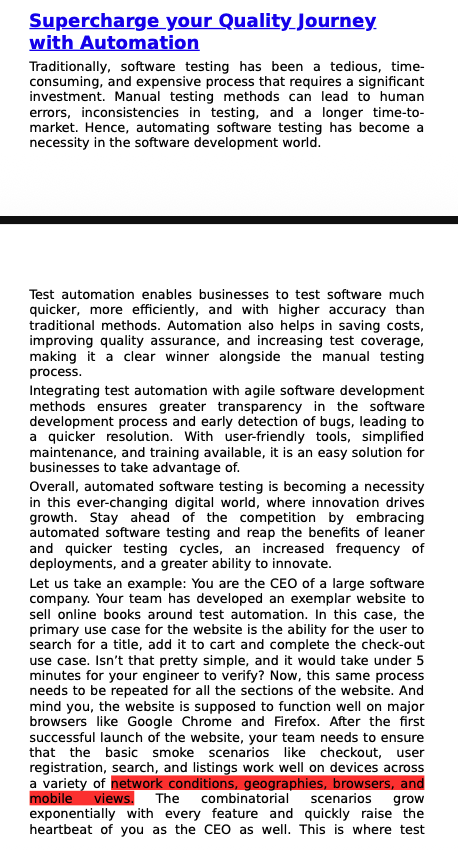 Supercharge your Quality Journey
with Automation
Traditionally, software testing has been a tedious, time-
consuming, and expensive process that requires a significant
investment. Manual testing methods can lead to human
errors, inconsistencies in testing, and a longer time-to-
market. Hence, automating software testing has become a
necessity in the software development world.
Test automation enables businesses to test software much
quicker, more efficiently, and with higher accuracy than
traditional methods. Automation also helps in saving costs,
improving quality assurance, and increasing test coverage,
making it a clear winner alongside the manual testing
process.
Integrating test automation with agile software development
methods ensures greater transparency in the software
development process and early detection of bugs, leading to
a quicker resolution. With user-friendly tools, simplified
maintenance, and training available, it is an easy solution for
businesses to take advantage of.
Overall, automated software testing is becoming a necessity
in this ever-changing digital world, where innovation drives
growth. Stay ahead of the competition by embracing
automated software testing and reap the benefits of leaner
and quicker testing cycles, an increased frequency of
deployments, and a greater ability to innovate.
Let us take an example: You are the CEO of a large software
company. Your team has developed an exemplar website to
sell online books around test automation. In this case, the
primary use case for the website is the ability for the user to
search for a title, add it to cart and complete the check-out
use case. Isn’t that pretty simple, and it would take under 5
minutes for your engineer to verify? Now, this same process
needs to be repeated for all the sections of the website. And
mind you, the website is supposed to function well on major
browsers like Google Chrome and Firefox. After the first
successful launch of the website, your team needs to ensure
that the basic smoke scenarios like checkout, user
registration, search, and listings work well on devices across
a variety of network conditions, geographies, browsers, and
mobile views. The combinatorial scenarios grow
exponentially with every feature and quickly raise the
heartbeat of you as the CEO as well. This is where test